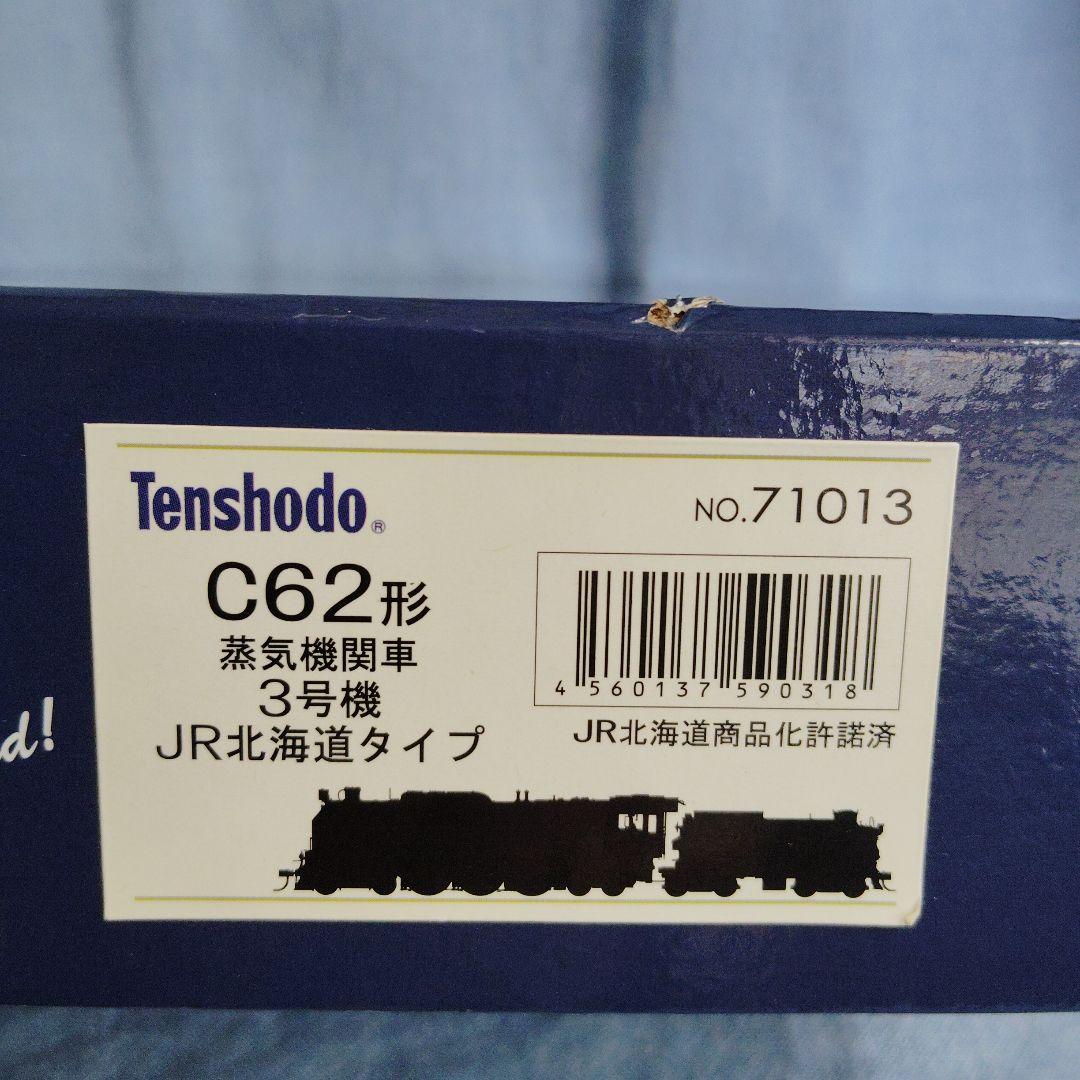 Tenshodo®
NO.71013
C62形
蒸気機関車
3号機
JR北海道タイプ
4 560137 590318
JR北海道商品化許諾済
d!